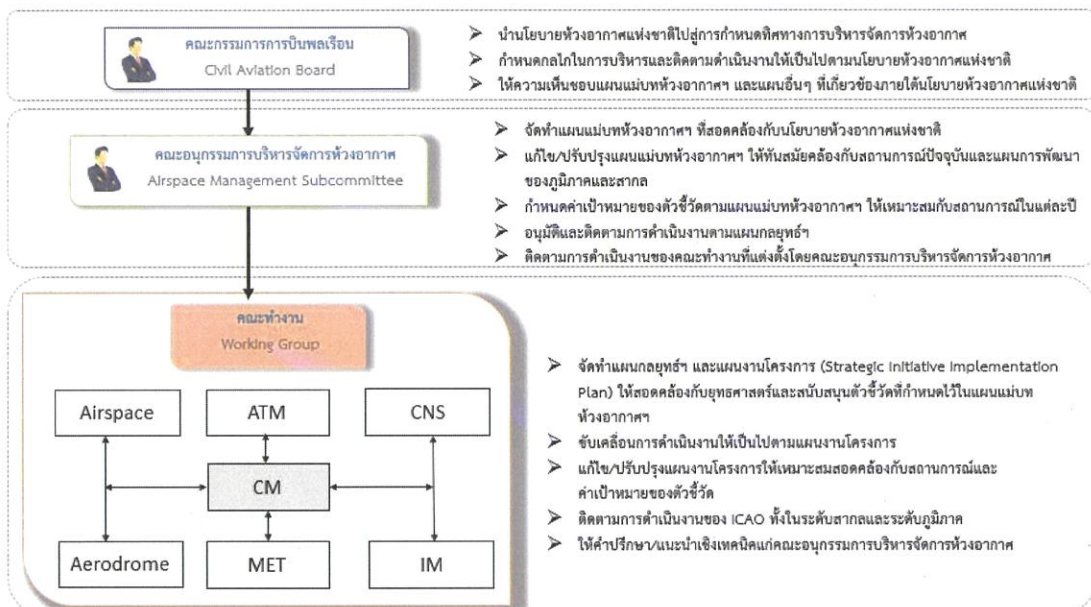 คณะกรรมการการบินพลเรือน
Civil Aviation Board
➤ นำนโยบายห้วงอากาศแห่งชาติไปสู่การกำหนดทิศทางการบริหารจัดการห้วงอากาศ
➤ กำหนดกลไกในการบริหารและติดตามดำเนินงานให้เป็นไปตามนโยบายห้วงอากาศแห่งชาติ
➤ ให้ความเห็นชอบแผนแม่บทห้วงอากาศฯ และแผนอื่นๆ ที่เกี่ยวข้องภายใต้นโยบายห้วงอากาศแห่งชาติ
คณะอนุกรรมการบริหารจัดการห้วงอากาศ
Airspace Management Subcommittee
➤ จัดทำแผนแม่บทห้วงอากาศฯ ที่สอดคล้องกับนโยบายห้วงอากาศแห่งชาติ
➤ แก้ไข/ปรับปรุงแผนแม่บทห้วงอากาศฯ ให้ทันสมัยคล้องกับสถานการณ์ปัจจุบันและแผนการพัฒนา
ของภูมิภาคและสากล
➤ กำหนดค่าเป้าหมายของตัวชี้วัดตามแผนแม่บทห้วงอากาศฯ ให้เหมาะสมกับสถานการณ์ในแต่ละปี
➤ อนุมัติและติดตามการดำเนินงานตามแผนกลยุทธ์ฯ
➤ ติดตามการดำเนินงานของคณะทำงานที่แต่งตั้งโดยคณะอนุกรรมการบริหารจัดการห้วงอากาศ
คณะทำงาน
Working Group
Airspace
ATM
CNS
CM
Aerodrome
MET
IM
➤ จัดทำแผนกลยุทธ์ฯ และแผนงานโครงการ (Strategic Initiative Implementation
Plan) ให้สอดคล้องกับยุทธศาสตร์และสนับสนุนตัวชี้วัดที่กำหนดไว้ในแผนแม่บท
ห้วงอากาศฯ
➤ ขับเคลื่อนการดำเนินงานให้เป็นไปตามแผนงานโครงการ
➤ แก้ไข/ปรับปรุงแผนงานโครงการให้เหมาะสมสอดคล้องกับสถานการณ์และ
ค่าเป้าหมายของตัวชี้วัด
➤ ติดตามการดำเนินงานของ ICAO ทั้งในระดับสากลและระดับภูมิภาค
➤ ให้คำปรึกษา/แนะนำเชิงเทคนิคแก่คณะอนุกรรมการบริหารจัดการห้วงอากาศ